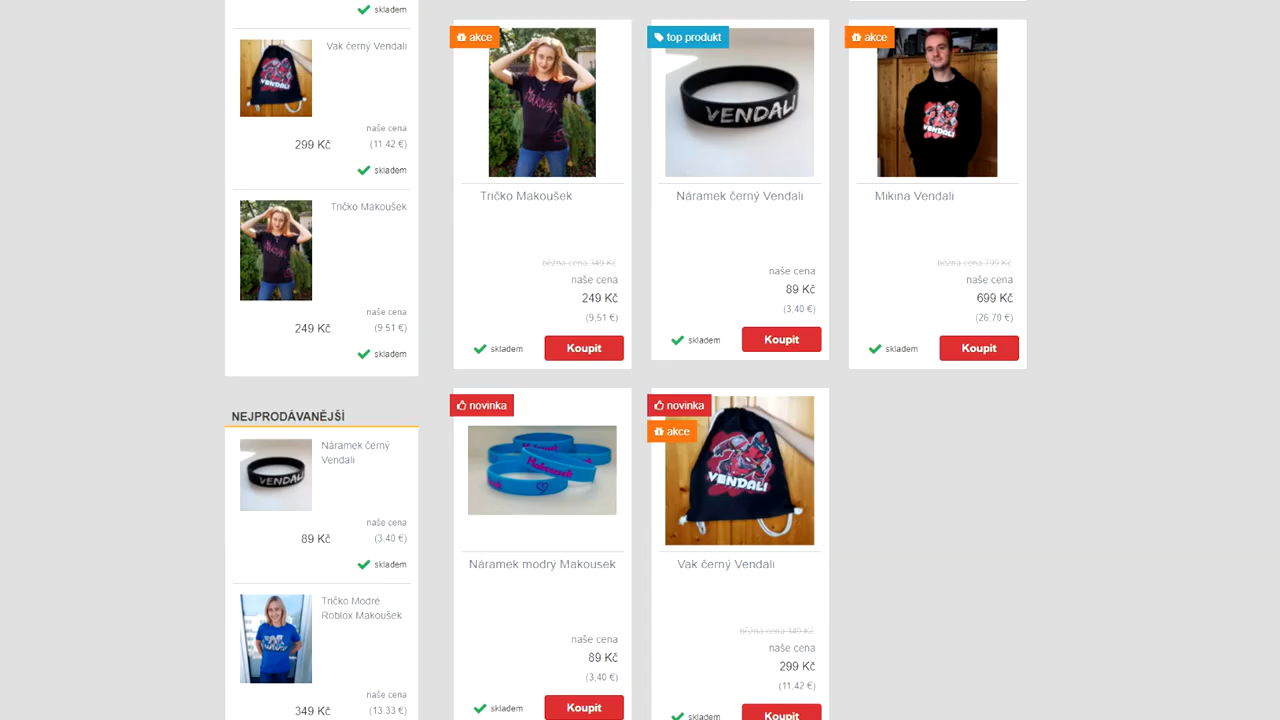 skladem
Vak černý Vendali
naše cena
299 Kč
(11.42 €)
skladem
Tričko Makoušek
naše cena
249 Kč
(9.51 €)
skladem
NEJPRODÁVANĚJŠÍ
Náramek černý
Vendali
naše cena
89 Kč
(3.40 €)
skladem
Tričko Modré
Roblox Makoušek
naše cena
349 Kč
(13.33 €)
akce
Tričko Makoušek
běžná cena 349 Kč
naše cena
249 Kč
(9.51 €)
skladem
Koupit
top produkt
VENDALI
Náramek černý Vendali
naše cena
89 Kč
(3.40 €)
skladem
Koupit
akce
VENDALI
Mikina Vendali
běžná cena 799 Kč
naše cena
699 Kč
(26.70 €)
skladem
Koupit
novinka
Makousek
Náramek modrý Makousek
naše cena
89 Kč
(3.40 €)
skladem
Koupit
novinka
akce
VENDALI
Vak černý Vendali
běžná cena 349 Kč
naše cena
299 Kč
(11.42 €)
skladem
Koupit